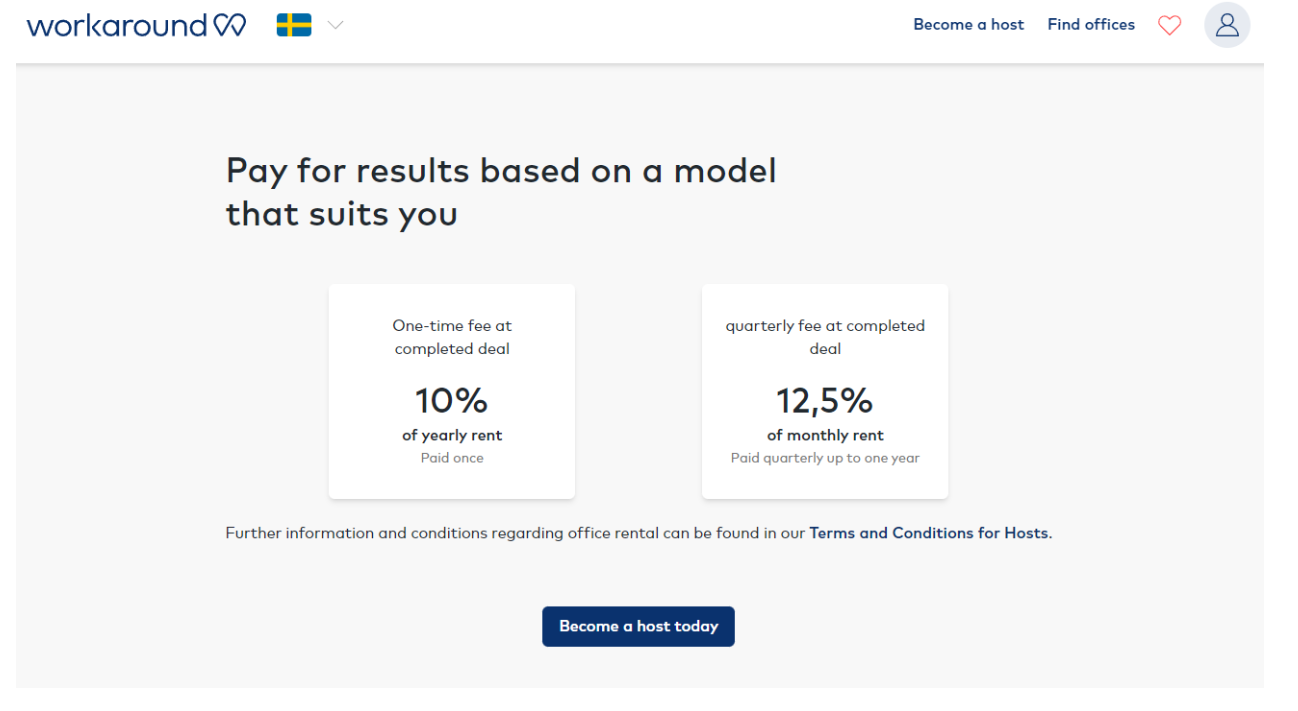 workaround
Become a host
Find offices
Pay for results based on a model
that suits you
One-time fee at
completed deal
10%
of yearly rent
Paid once
quarterly fee at completed
deal
12,5%
of monthly rent
Paid quarterly up to one year
Further information and conditions regarding office rental can be found in our Terms and Conditions for Hosts.
Become a host today